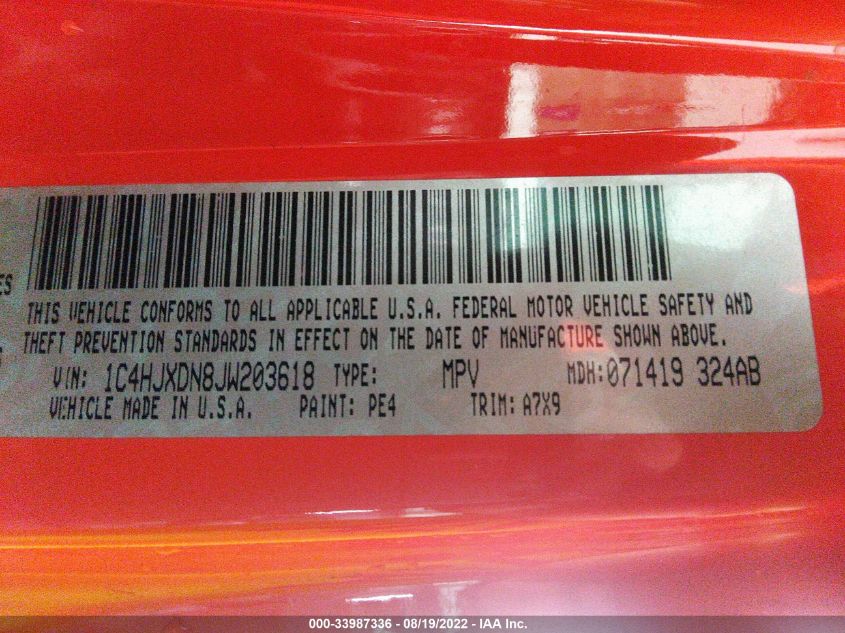 ES
THIS VEHICLE CONFORMS TO ALL APPLICABLE U.S.A. FEDERAL MOTOR VEHICLE SAFETY AND
THEFT PREVENTION STANDARDS IN EFFECT ON THE DATE OF MANUFACTURE SHOWN ABOVE.
VIN: 1C4HJXDN8JW203618 TYPE: MPV MDH:071419 324AB
VEHICLE MADE IN U.S.A. PAINT: PE4 TRIM: A7X9
000-33987336 - 08/19/2022 - IAA Inc.